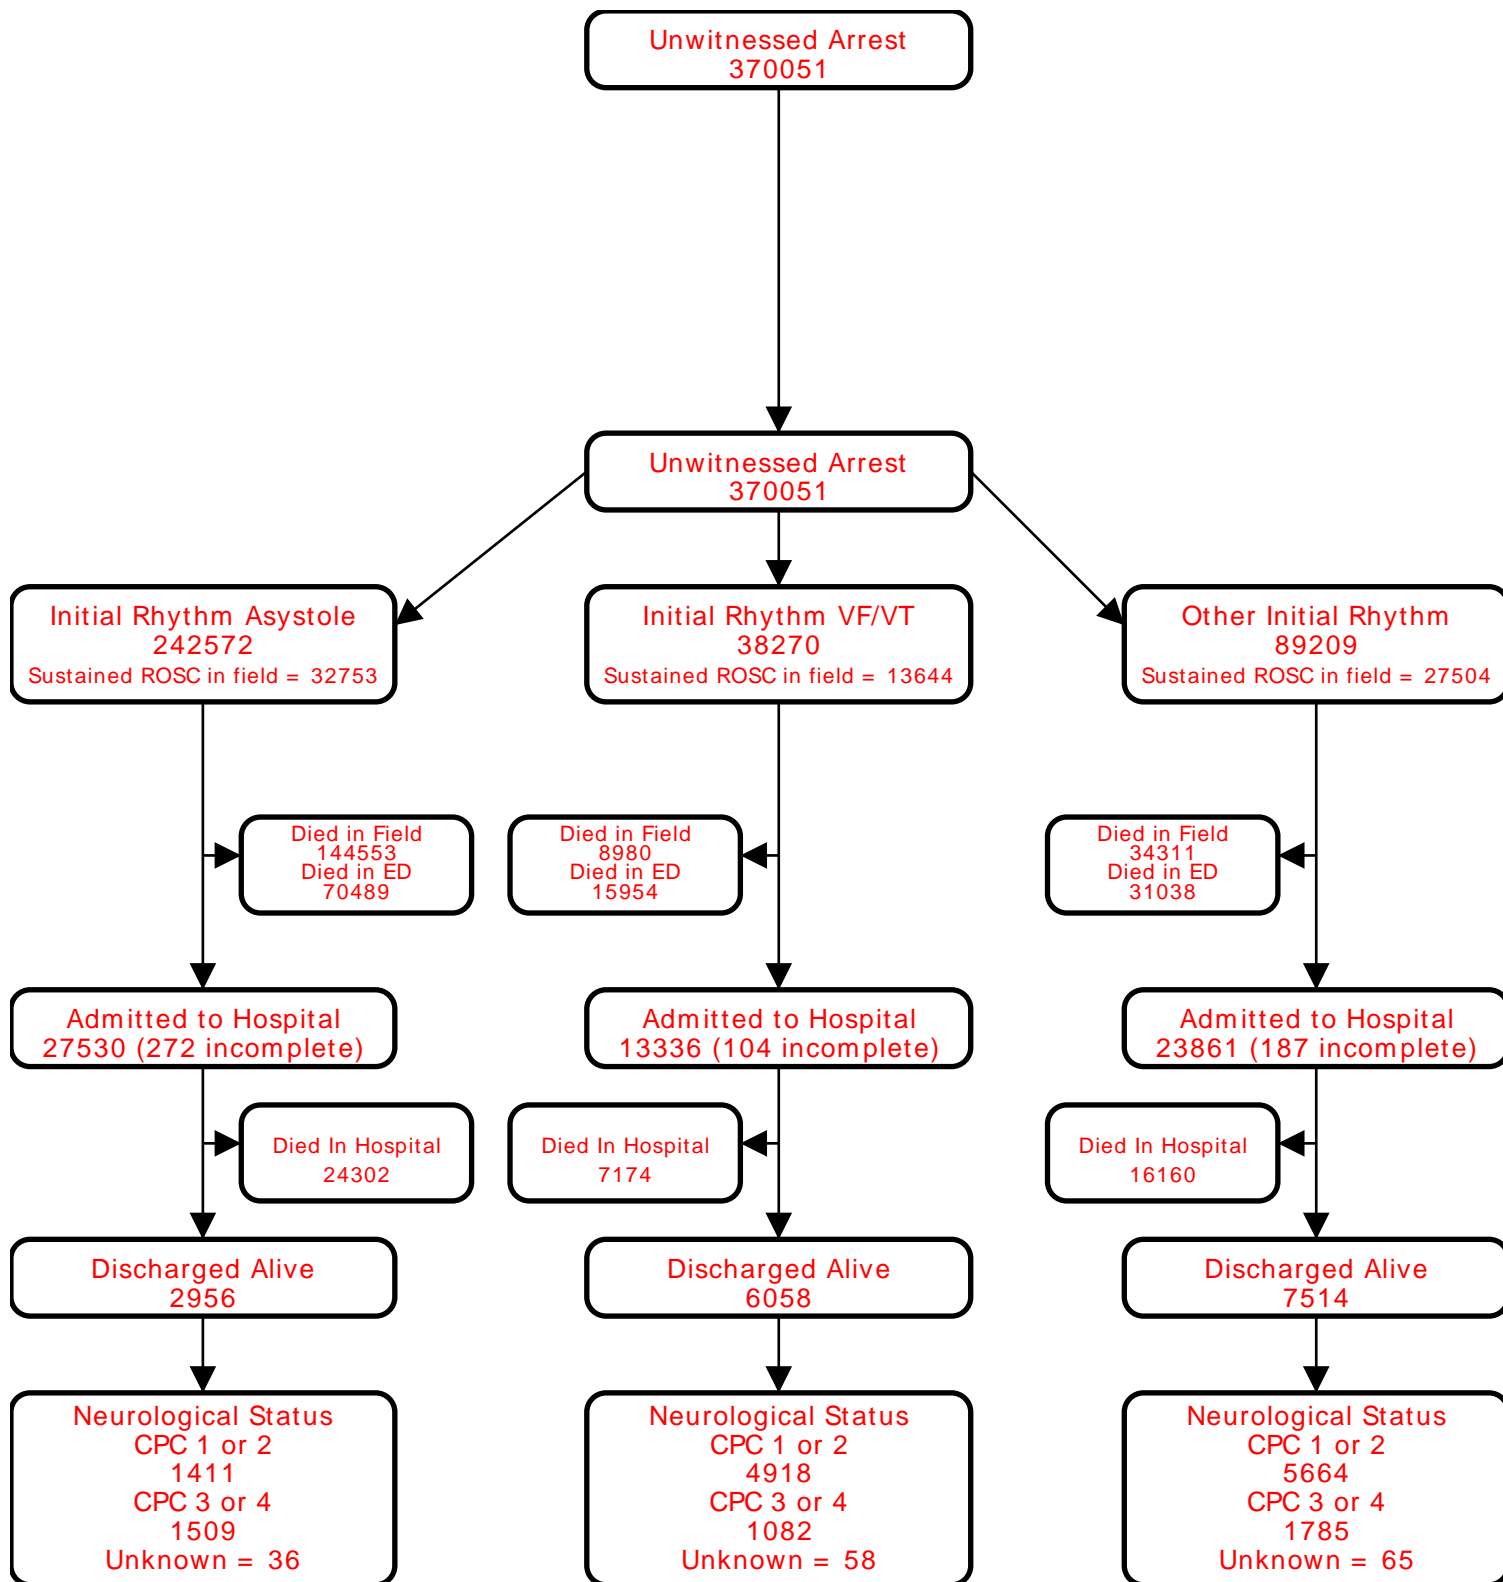 Unwitnessed Arrest
370051
Unwitnessed Arrest
370051
Initial Rhythm Asystole
242572
Sustained ROSC in field = 32753
Initial Rhythm VF/VT
38270
Sustained ROSC in field = 13644
Other Initial Rhythm
89209
Sustained ROSC in field = 27504
Died in Field
144553
Died in ED
70489
Died in Field
8980
Died in ED
15954
Died in Field
34311
Died in ED
31038
Admitted to Hospital
27530 (272 incomplete)
Admitted to Hospital
13336 (104 incomplete)
Admitted to Hospital
23861 (187 incomplete)
Died In Hospital
24302
Died In Hospital
7174
Died In Hospital
16160
Discharged Alive
2956
Discharged Alive
6058
Discharged Alive
7514
Neurological Status
CPC 1 or 2
1411
CPC 3 or 4
1509
Unknown = 36
Neurological Status
CPC 1 or 2
4918
CPC 3 or 4
1082
Unknown = 58
Neurological Status
CPC 1 or 2
5664
CPC 3 or 4
1785
Unknown = 65